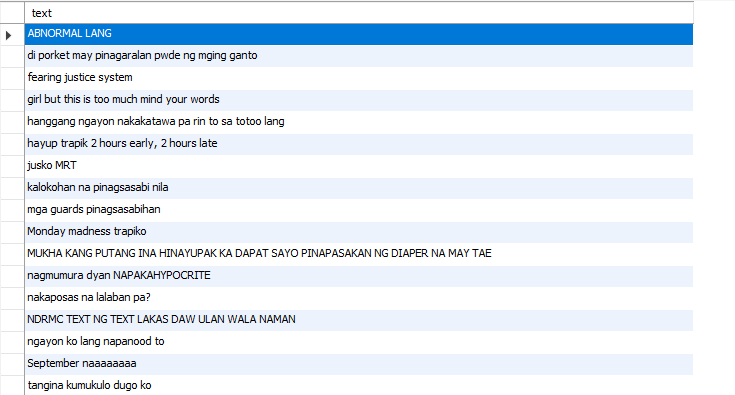 text
ABNORMAL LANG
di porket may pinagaralan pwde ng mging ganto
fearing justice system
girl but this is too much mind your words
hanggang ngayon nakakatawa pa rin to sa totoo lang
hayup trapik 2 hours early, 2 hours late
jusko MRT
kalokohan na pinagsasabi nila
mga guards pinagsasabihan
Monday madness trapiko
MUKHA KANG PUTANG INA HINAYUPAK KA DAPAT SAYO PINAPASAKAN NG DIAPER NA MAY TAE
nagmumura dyan NAPAKAHYPOCRITE
nakaposas na lalaban pa?
NDRMC TEXT NG TEXT LAKAS DAW ULAN WALA NAMAN
ngayon ko lang napanood to
September naaaaaaaa
tangina kumukulo dugo ko